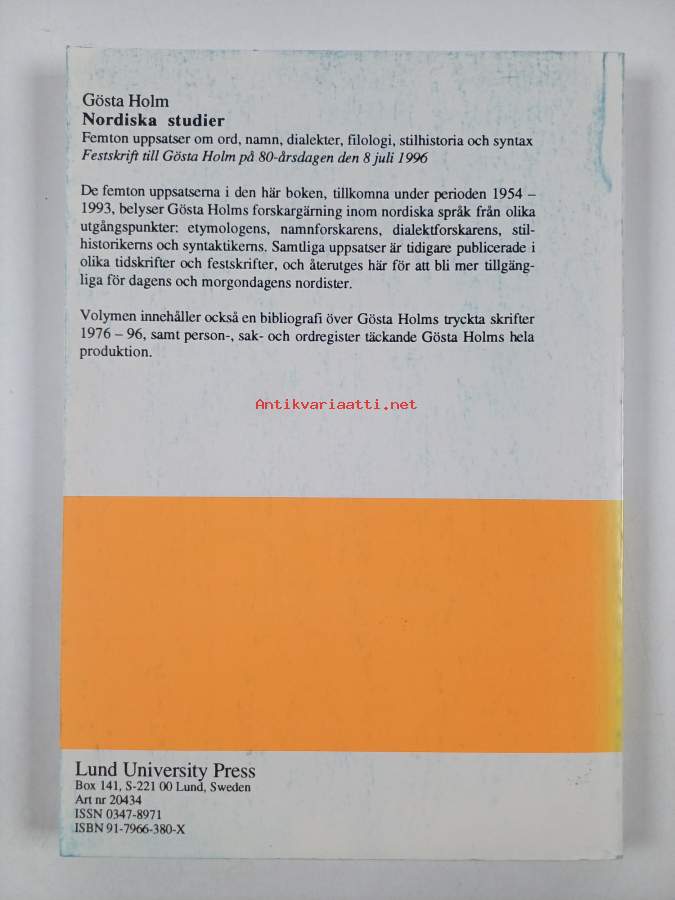 Gösta Holm
Nordiska studier
Femton uppsatser om ord, namn, dialekter, filologi, stilhistoria och syntax
Festskrift till Gösta Holm på 80-årsdagen den 8 juli 1996
De femton uppsatserna i den här boken, tillkomna under perioden 1954 –
1993, belyser Gösta Holms forskargärning inom nordiska språk från olika
utgångspunkter: etymologens, namnforskarens, dialektforskarens, stil-
historikerns och syntaktikerns. Samtliga uppsatser är tidigare publicerade i
olika tidskrifter och festskrifter, och återutges här för att bli mer tillgäng-
liga för dagens och morgondagens nordister.
Volymen innehåller också en bibliografi över Gösta Holms tryckta skrifter
1976 – 96, samt person-, sak- och ordregister täckande Gösta Holms hela
produktion.
Antikvariaatti.net
Lund University Press
Box 141, S-221 00 Lund, Sweden
Art nr 20434
ISSN 0347-8971
ISBN 91-7966-380-X